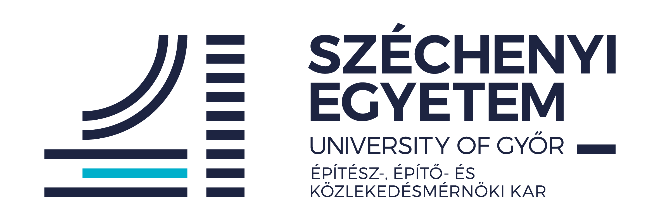 SZÉCHENYI
EGYETEM
UNIVERSITY OF GYŐR
ÉPÍTÉSZ-, ÉPÍTŐ- ÉS
KÖZLEKEDÉSMÉRNÖKI KAR